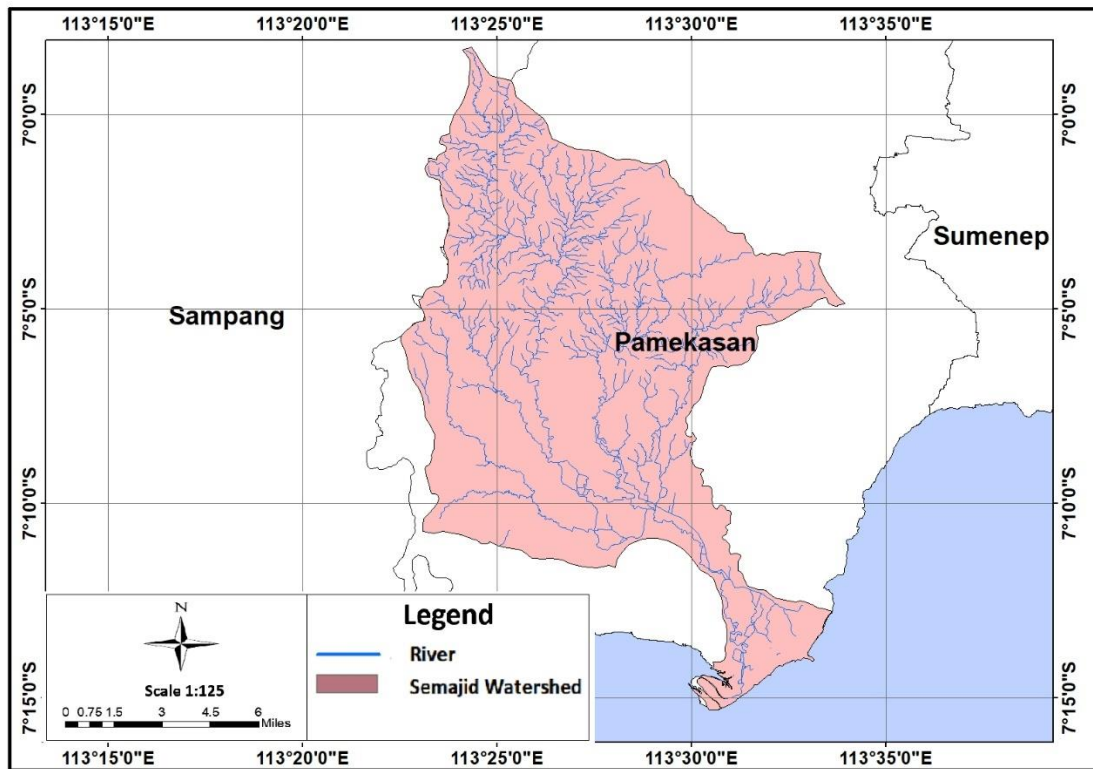 113°15'0"E 113°20'0"E 113°25'0"E 113°30'0"E 113°35'0"E
7°0'0"S 7°0'0"S
Sumenep
7°5'0"S 7°5'0"S
Sampang
Pamekasan
7°10'0"S 7°10'0"S
N
Scale 1:125
0 0.75 1.5 3 4.5 6
Miles
Legend
River
Semajid Watershed
7°15'0"S 7°15'0"S
113°15'0"E 113°20'0"E 113°25'0"E 113°30'0"E 113°35'0"E